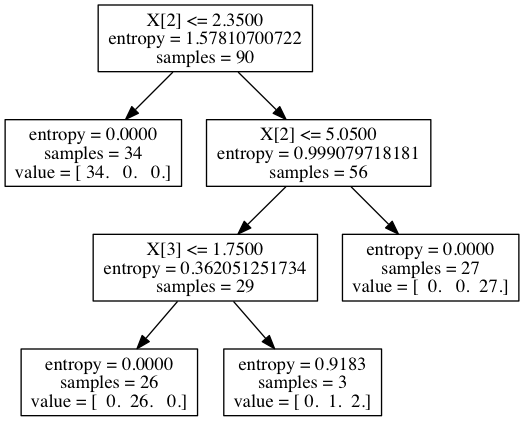 X[2] <= 2.3500
entropy = 1.57810700722
samples = 90
entropy = 0.0000
samples = 34
value = [ 34.   0.   0.]
X[2] <= 5.0500
entropy = 0.999079718181
samples = 56
X[3] <= 1.7500
entropy = 0.362051251734
samples = 29
entropy = 0.0000
samples = 27
value = [  0.   0.  27.]
entropy = 0.0000
samples = 26
value = [  0.  26.   0.]
entropy = 0.9183
samples = 3
value = [ 0.  1.  2.]